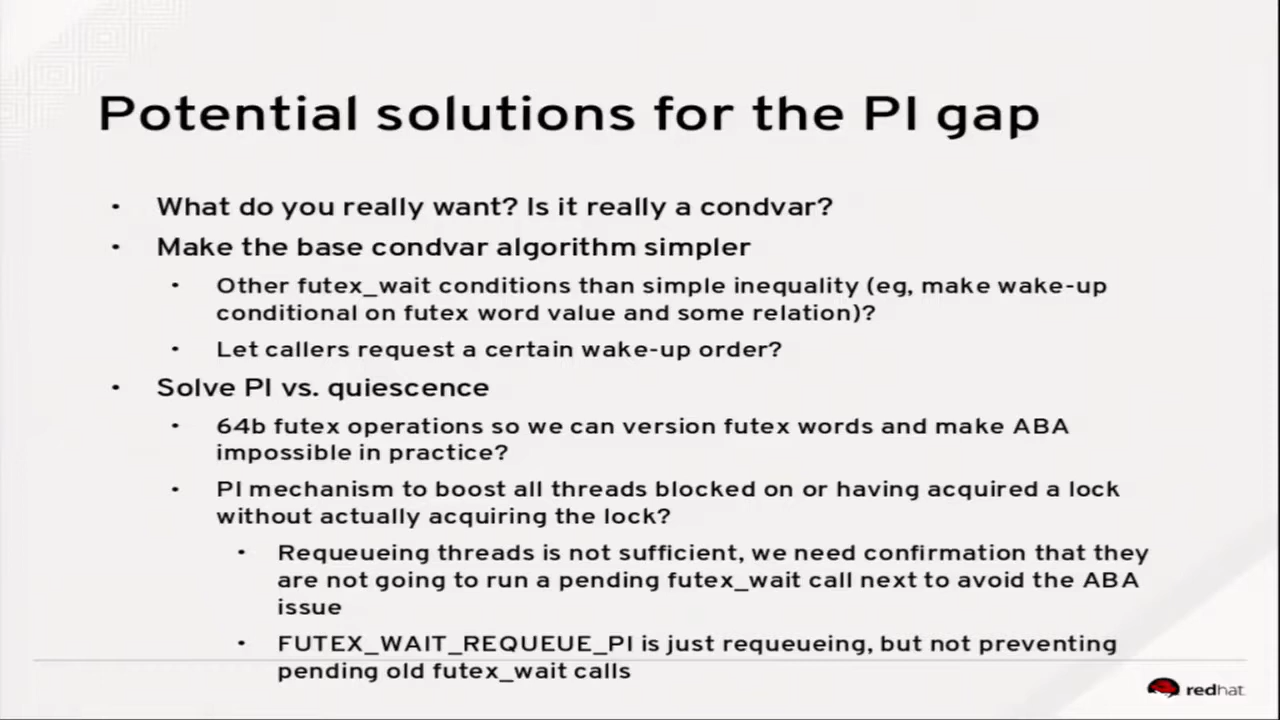 Potential solutions for the PI gap
• What do you really want? Is it really a condvar?
• Make the base condvar algorithm simpler
• Other futex_wait conditions than simple inequality (eg, make wake-up
conditional on futex word value and some relation)?
• Let callers request a certain wake-up order?
• Solve PI vs. quiescence
• 64b futex operations so we can version futex words and make ABA
impossible in practice?
• PI mechanism to boost all threads blocked on or having acquired a lock
without actually acquiring the lock?
• Requeueing threads is not sufficient, we need confirmation that they
are not going to run a pending futex_wait call next to avoid the ABA
issue
• FUTEX_WAIT_REQUEUE_PI is just requeueing, but not preventing
pending old futex_wait calls
redhat